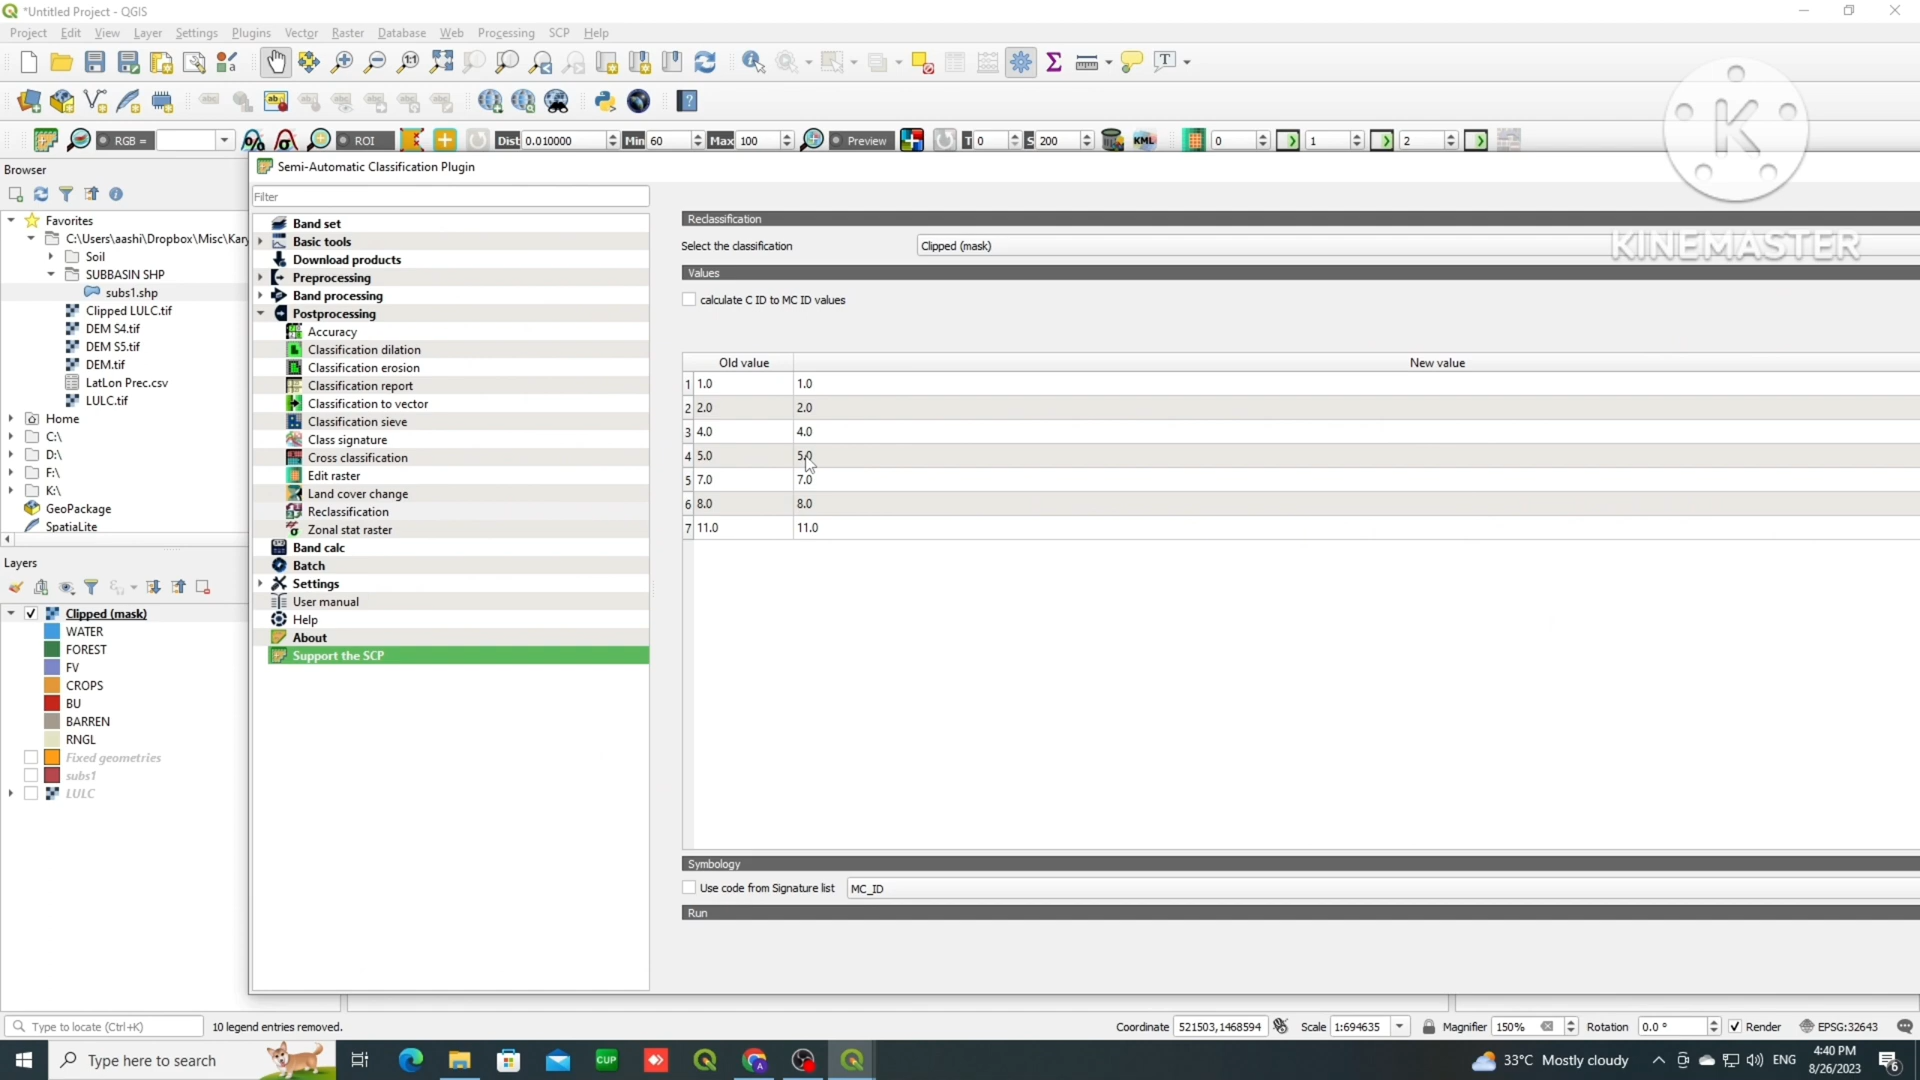 *Untitled Project - QGIS
Project Edit View Layer Settings Plugins Vector Raster Database Web Processing SCP Help
RGB = ROI Dist 0.010000 Min 60 Max 100 Preview T 0 S 200 KML 0 1 2
K
KINEMASTER
Browser
Favorites
C:\Users\aashi\Dropbox\Misc\Kary
Soil
SUBBASIN SHP
subs1.shp
Clipped LULC.tif
DEM S4.tif
DEM S5.tif
DEM.tif
LatLon Prec.csv
LULC.tif
Home
C:\
D:\
F:\
K:\
GeoPackage
SpatiaLite
Layers
Clipped (mask)
WATER
FOREST
FV
CROPS
BU
BARREN
RNGL
Fixed geometries
subs1
LULC
Semi-Automatic Classification Plugin
Filter
Band set
Basic tools
Download products
Preprocessing
Band processing
Postprocessing
Accuracy
Classification dilation
Classification erosion
Classification report
Classification to vector
Classification sieve
Class signature
Cross classification
Edit raster
Land cover change
Reclassification
Zonal stat raster
Band calc
Batch
Settings
User manual
Help
About
Support the SCP
Reclassification
Select the classification Clipped (mask)
Values
calculate C ID to MC ID values
Old value New value
1 1.0 1.0
2 2.0 2.0
3 4.0 4.0
4 5.0 5.0
5 7.0 7.0
6 8.0 8.0
7 11.0 11.0
Symbology
Use code from Signature list MC_ID
Run
Type to locate (Ctrl+K) 10 legend entries removed. Coordinate 521503,1468594 Scale 1:694635 Magnifier 150% Rotation 0.0 ° Render EPSG:32643
Type here to search CUP A 33°C Mostly cloudy ENG 4:40 PM
8/26/2023 6